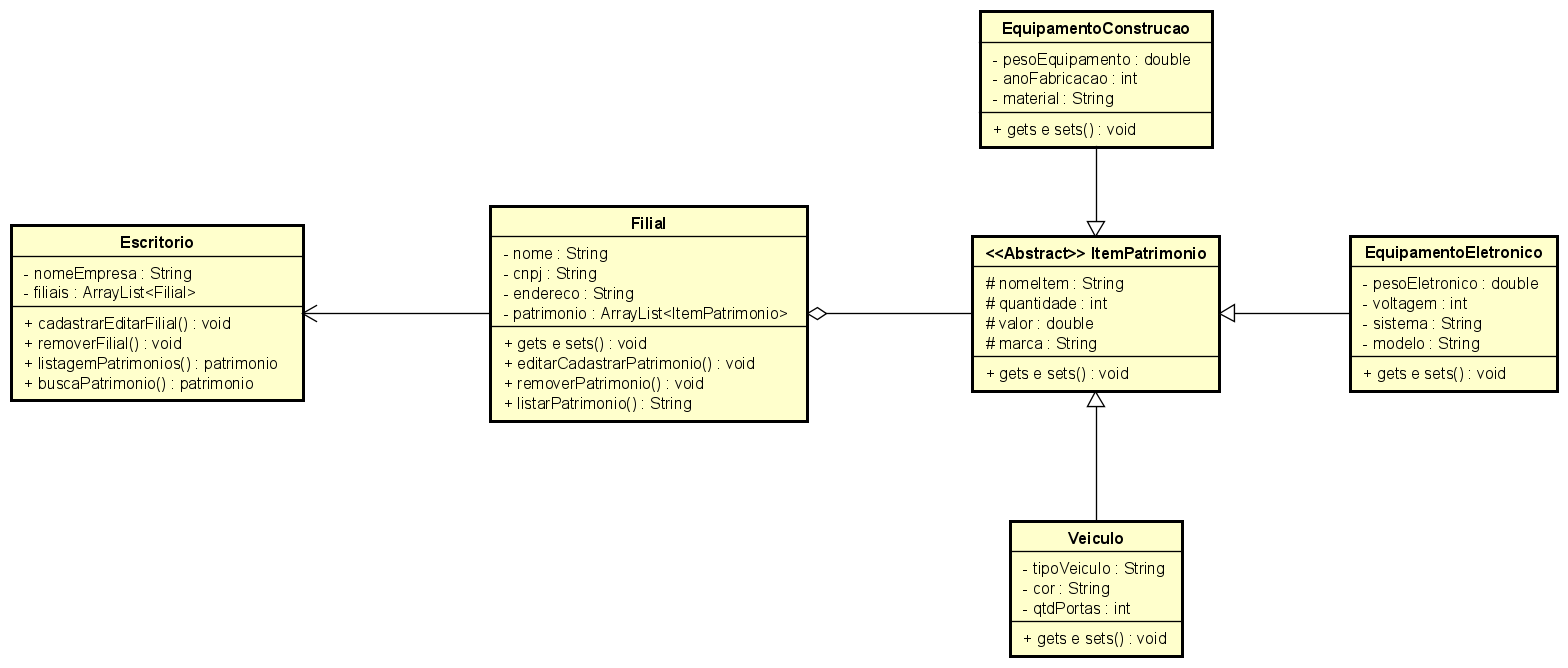 EquipamentoConstrucao
- pesoEquipamento : double
- anoFabricacao : int
- material : String
+ gets e sets() : void
Escritorio
- nomeEmpresa : String
- filiais : ArrayList<Filial>
+ cadastrarEditarFilial() : void
+ removerFilial() : void
+ listagemPatrimonios() : patrimonio
+ buscaPatrimonio() : patrimonio
Filial
- nome : String
- cnpj : String
- endereco : String
- patrimonio : ArrayList<ItemPatrimonio>
+ gets e sets() : void
+ editarCadastrarPatrimonio() : void
+ removerPatrimonio() : void
+ listarPatrimonio() : String
<<Abstract>> ItemPatrimonio
# nomeItem : String
# quantidade : int
# valor : double
# marca : String
+ gets e sets() : void
EquipamentoEletronico
- pesoEletronico : double
- voltagem : int
- sistema : String
- modelo : String
+ gets e sets() : void
Veiculo
- tipoVeiculo : String
- cor : String
- qtdPortas : int
+ gets e sets() : void